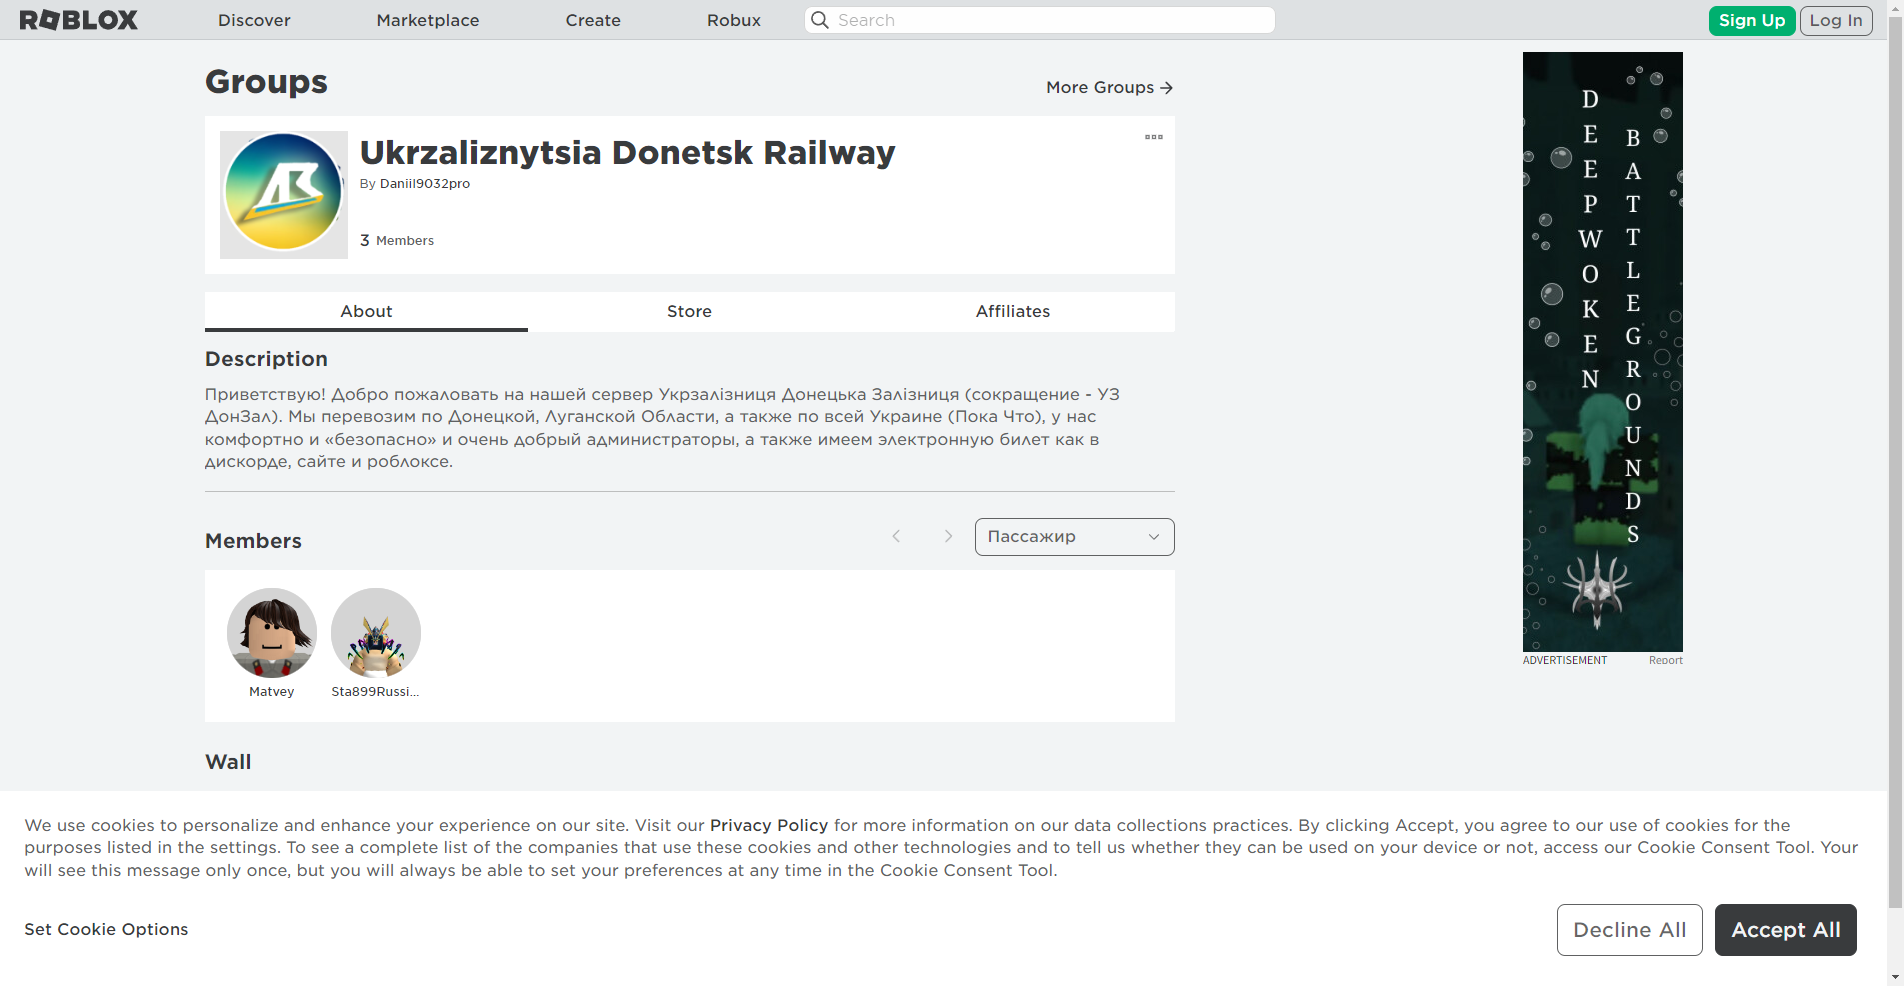 ROBLOX
Discover
Marketplace
Create
Robux
Search
Sign Up
Log In
Groups
More Groups
Ukrzaliznytsia Donetsk Railway
By Daniil9032pro
3 Members
About
Store
Affiliates
Description
Приветствую! Добро пожаловать на нашей сервер Укрзалізниця Донецька Залізниця (сокращение - УЗ
ДонЗал). Мы перевозим по Донецкой, Луганской Области, а также по всей Украине (Пока Что), у нас
комфортно и «безопасно» и очень добрый администраторы, а также имеем электронную билет как в
дискорде, сайте и роблоксе.
Members
Пассажир
Matvey
Sta899Russi...
Wall
DEEPWOKEN
BATTLEGROUNDS
ADVERTISEMENT
Report
We use cookies to personalize and enhance your experience on our site. Visit our Privacy Policy for more information on our data collections practices. By clicking Accept, you agree to our use of cookies for the
purposes listed in the settings. To see a complete list of the companies that use these cookies and other technologies and to tell us whether they can be used on your device or not, access our Cookie Consent Tool. Your
will see this message only once, but you will always be able to set your preferences at any time in the Cookie Consent Tool.
Set Cookie Options
Decline All
Accept All